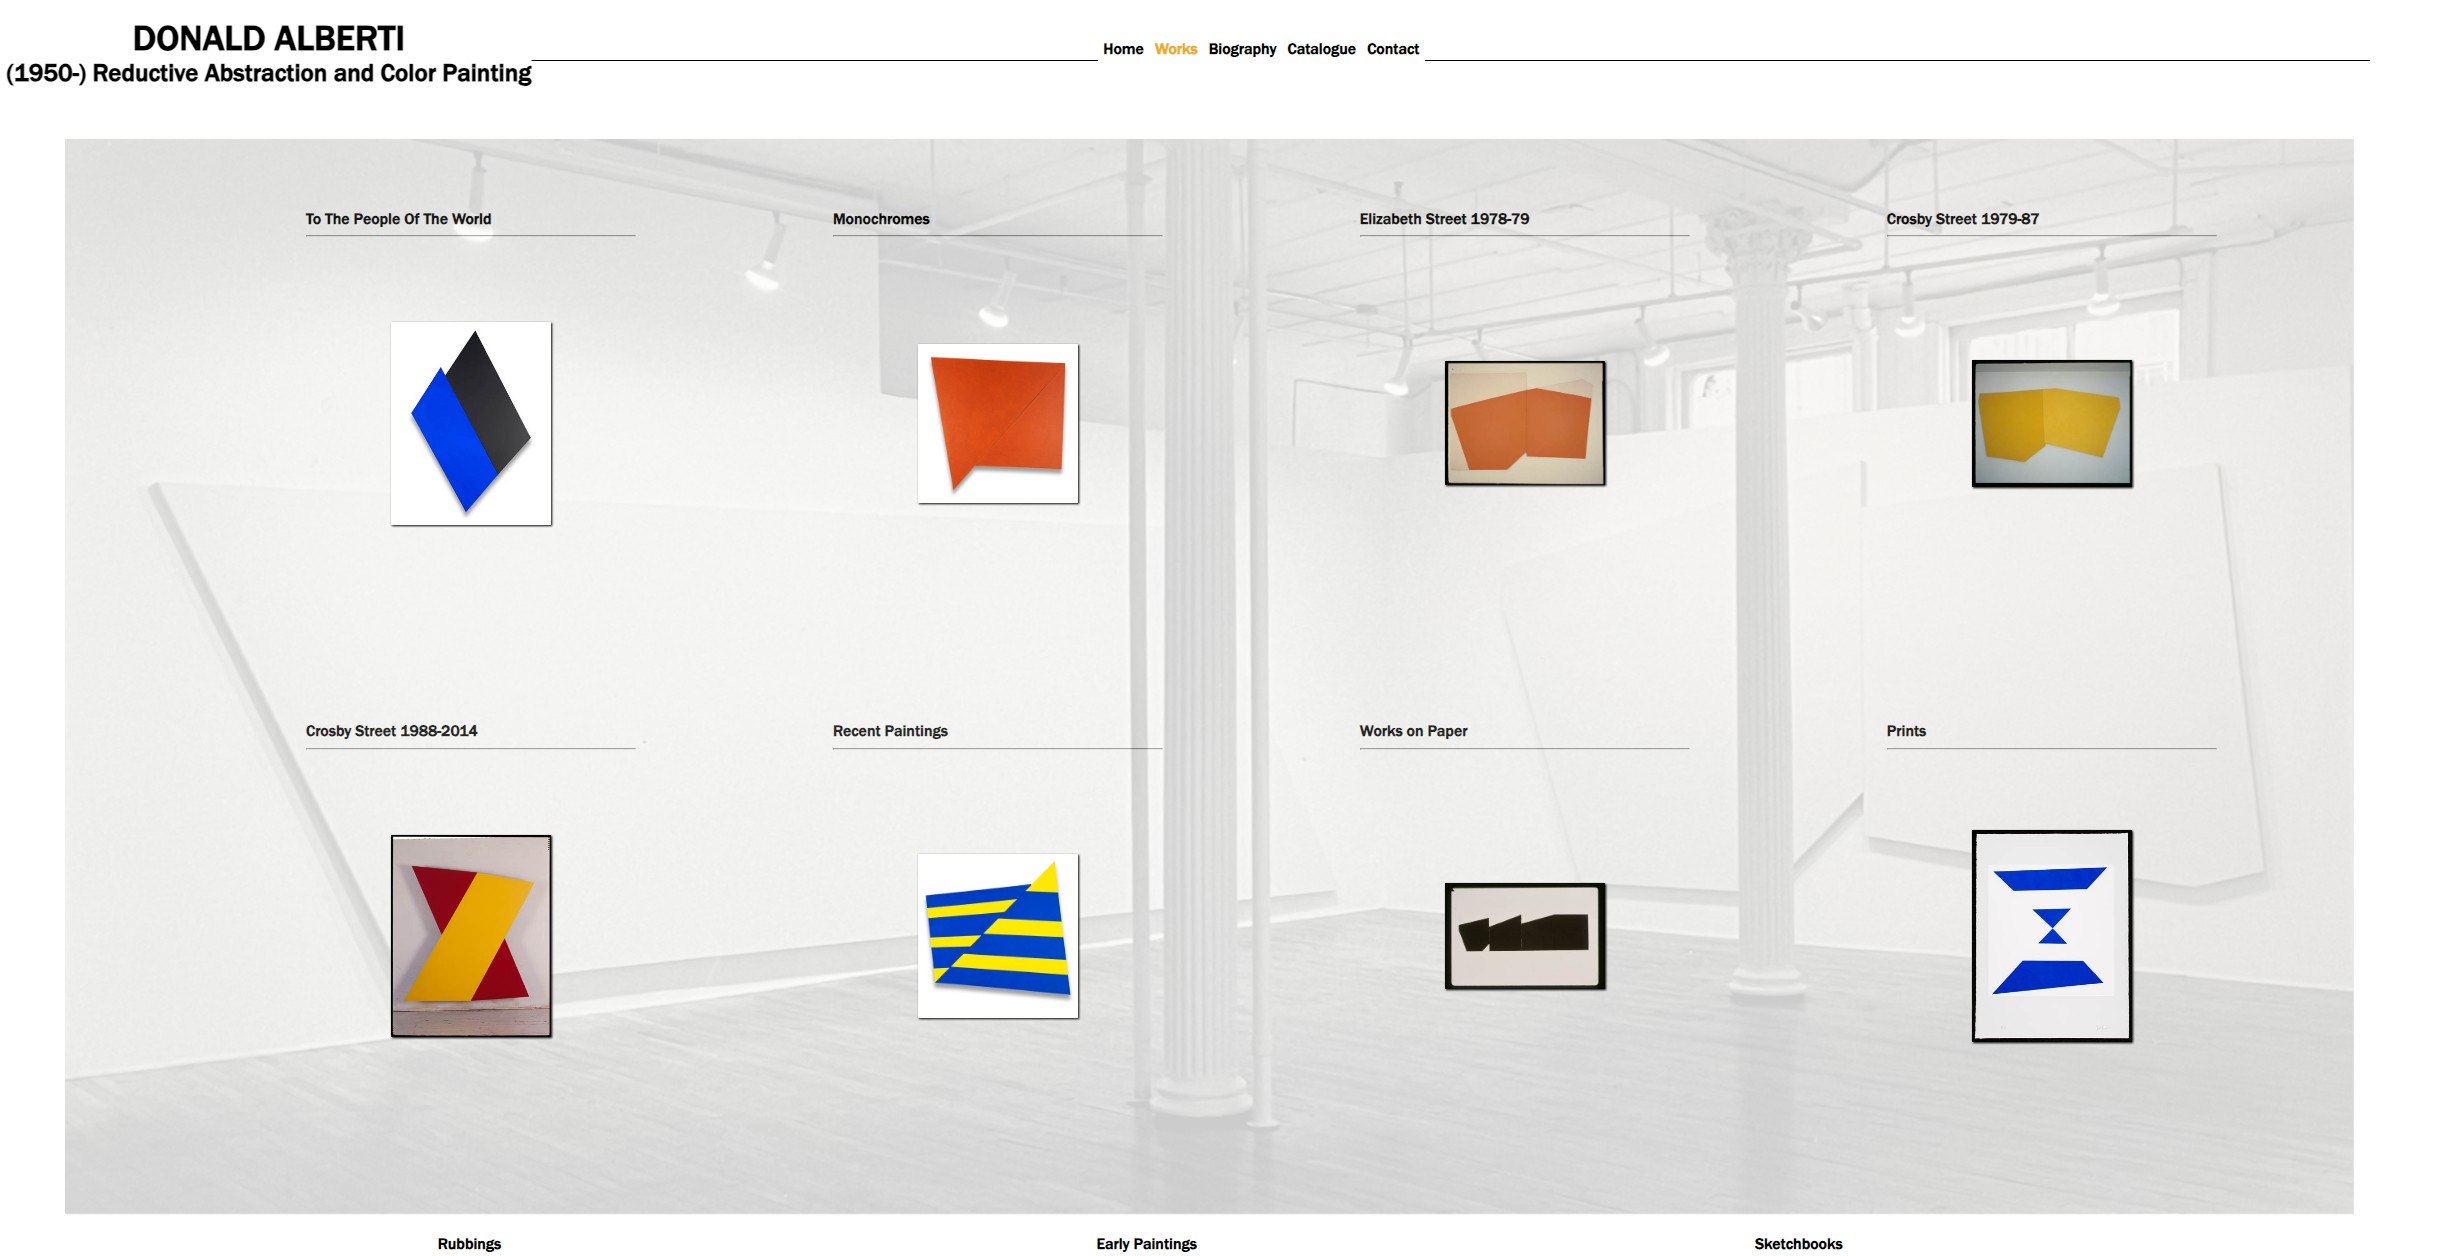 DONALD ALBERTI
(1950-) Reductive Abstraction and Color Painting
Home Works Biography Catalogue Contact
To The People Of The World
Monochromes
Elizabeth Street 1978-79
Crosby Street 1979-87
Crosby Street 1988-2014
Recent Paintings
Works on Paper
Prints
Rubbings
Early Paintings
Sketchbooks